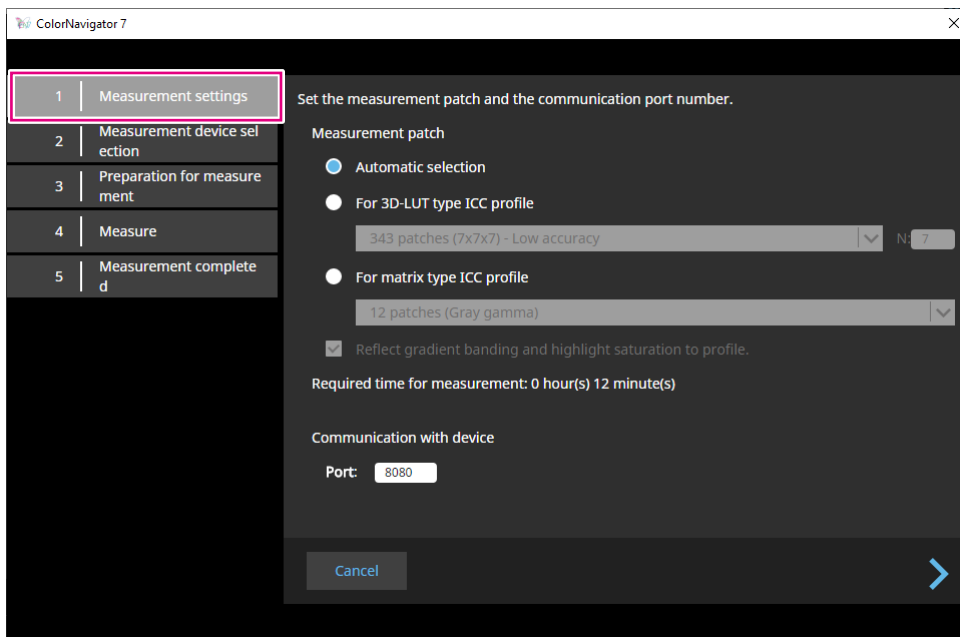 ColorNavigator 7
1 Measurement settings
2 Measurement device sel
ection
3 Preparation for measure
ment
4 Measure
5 Measurement complete
d
Set the measurement patch and the communication port number.
Measurement patch
Automatic selection
For 3D-LUT type ICC profile
343 patches (7x7x7) - Low accuracy N: 7
For matrix type ICC profile
12 patches (Gray gamma)
Reflect gradient banding and highlight saturation to profile.
Required time for measurement: 0 hour(s) 12 minute(s)
Communication with device
Port: 8080
Cancel